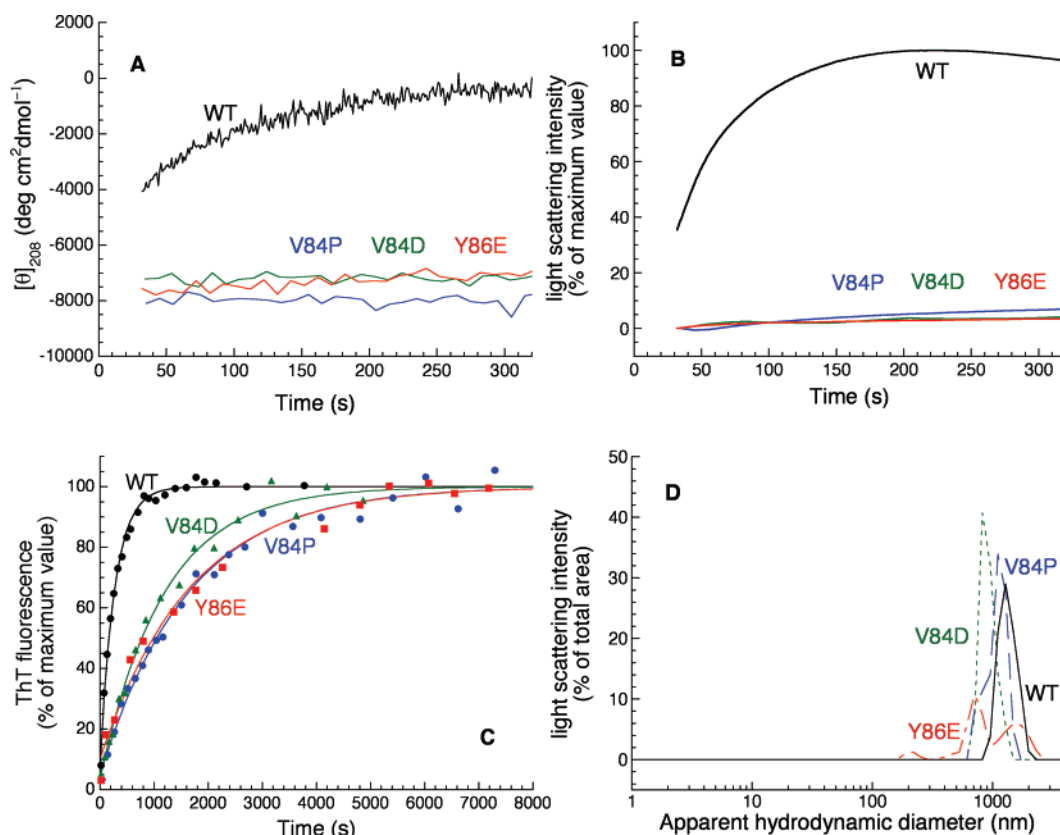 2000
0
-2000
-4000
-6000
-8000
-10000
[θ]208 (deg cm2dmol−1)
A
WT
V84P V84D Y86E
0 50 100 150 200 250 300
Time (s)
100
80
60
40
20
0
light scattering intensity
(% of maximum value)
B
WT
V84P V84D Y86E
0 50 100 150 200 250 300
Time (s)
120
100
80
60
40
20
0
ThT fluorescence
(% of maximum value)
WT
V84D
V84P
Y86E
C
0 1000 2000 3000 4000 5000 6000 7000 8000
Time (s)
50
40
30
20
10
0
light scattering intensity
(% of total area)
D
V84P
V84D
WT
Y86E
1 10 100 1000
Apparent hydrodynamic diameter (nm)